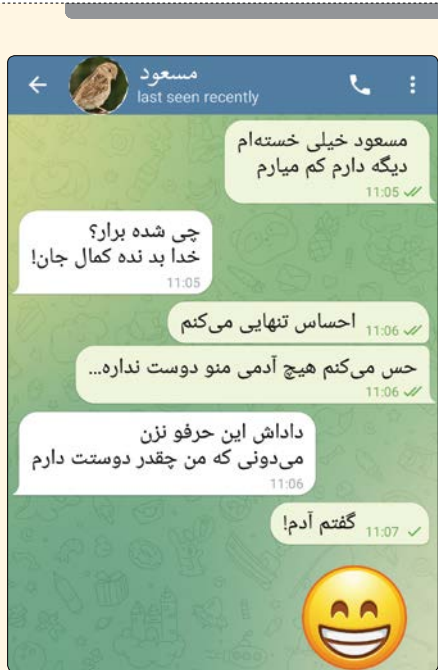 مسعود
last seen recently
مسعود خیلی خسته‌ام
دیگه دارم کم میارم
11:05
چی شده برار؟
خدا بد نده کمال جان!
11:05
احساس تنهایی می‌کنم
11:06
حس می‌کنم هیچ آدمی منو دوست نداره...
11:06
داداش این حرفو نزن
می‌دونی که من چقدر دوستت دارم
11:06
گفتم آدم!
11:07